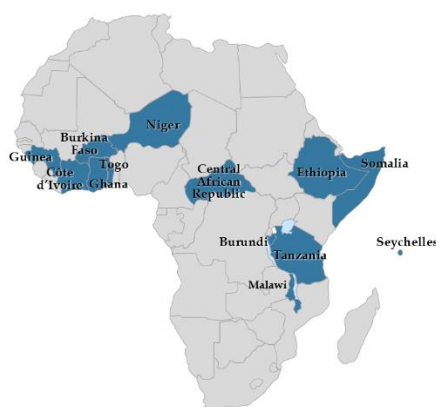 Niger
Burkina
Faso
Guinea
Togo
Côte
d'Ivoire
Ghana
Central
African
Republic
Ethiopia
Somalia
Burundi
Tanzania
Seychelles
Malawi